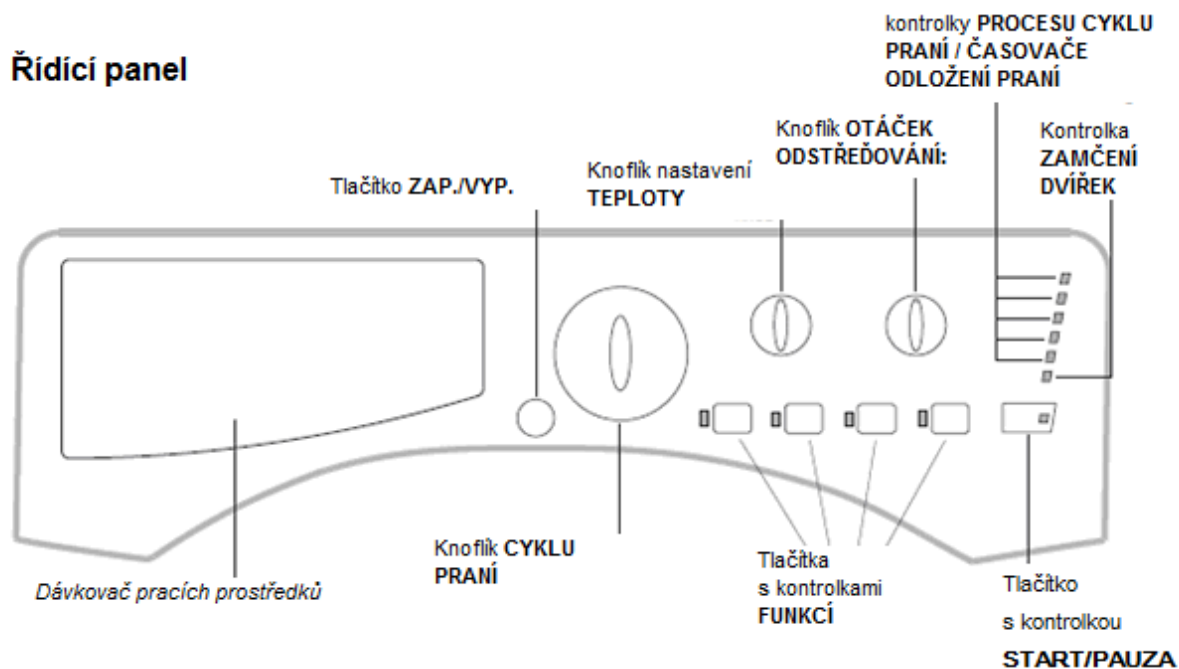 Řídící panel
kontrolky PROCESU CYKLU
PRANÍ / ČASOVAČE
ODLOŽENÍ PRANÍ
Knoflík OTÁČEK
ODSTŘEĎOVÁNÍ:
Kontrolka
ZAMČENÍ
DVÍŘEK
Knoflík nastavení
TEPLOTY
Tlačítko ZAP./VYP.
Dávkovač pracích prostředků
Knoflík CYKLU
PRANÍ
Tlačítka
s kontrolkami
FUNKCÍ
Tlačítko
s kontrolkou
START/PAUZA